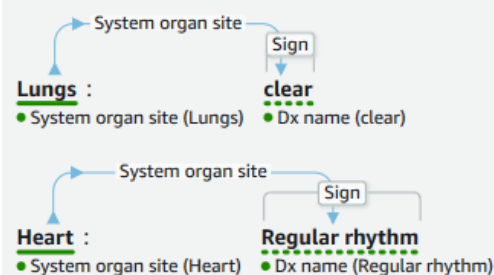 System organ site
Sign
Lungs : clear
System organ site (Lungs) Dx name (clear)
System organ site
Sign
Heart : Regular rhythm
System organ site (Heart) Dx name (Regular rhythm)